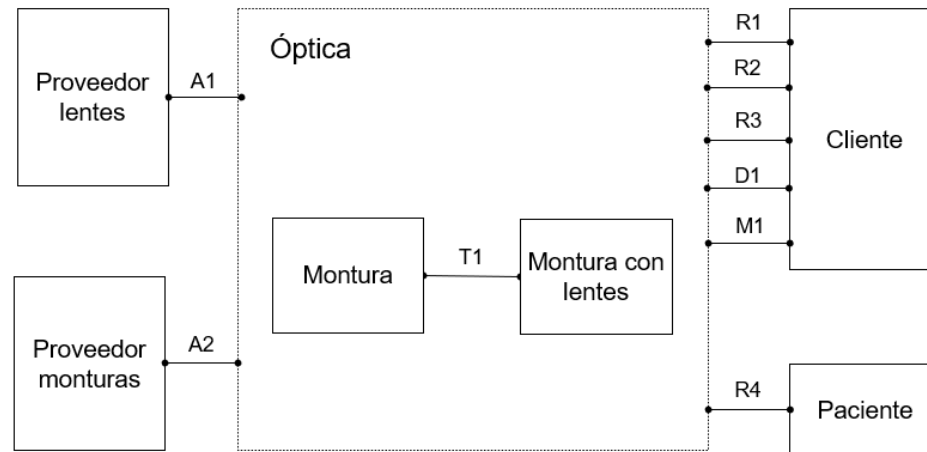 Proveedor
lentes
A1
Óptica
R1
R2
R3
D1
M1
Cliente
Montura
T1
Montura con
lentes
Proveedor
monturas
A2
R4
Paciente